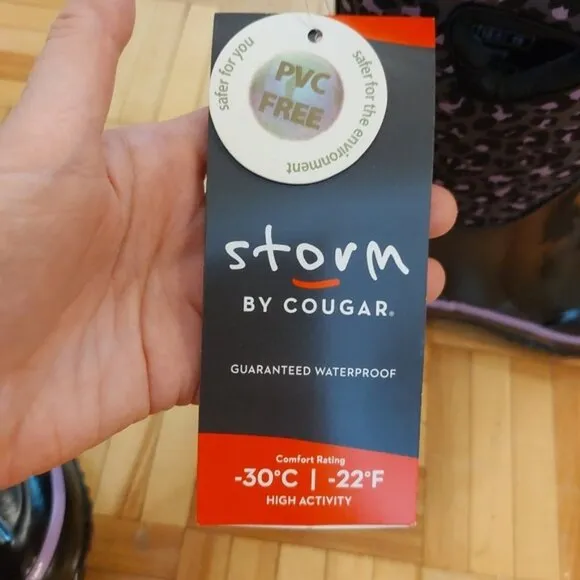 safer for you
PVC
FREE
safer for the environment
storm
BY COUGAR®
GUARANTEED WATERPROOF
Comfort Rating
-30°C | -22°F
HIGH ACTIVITY